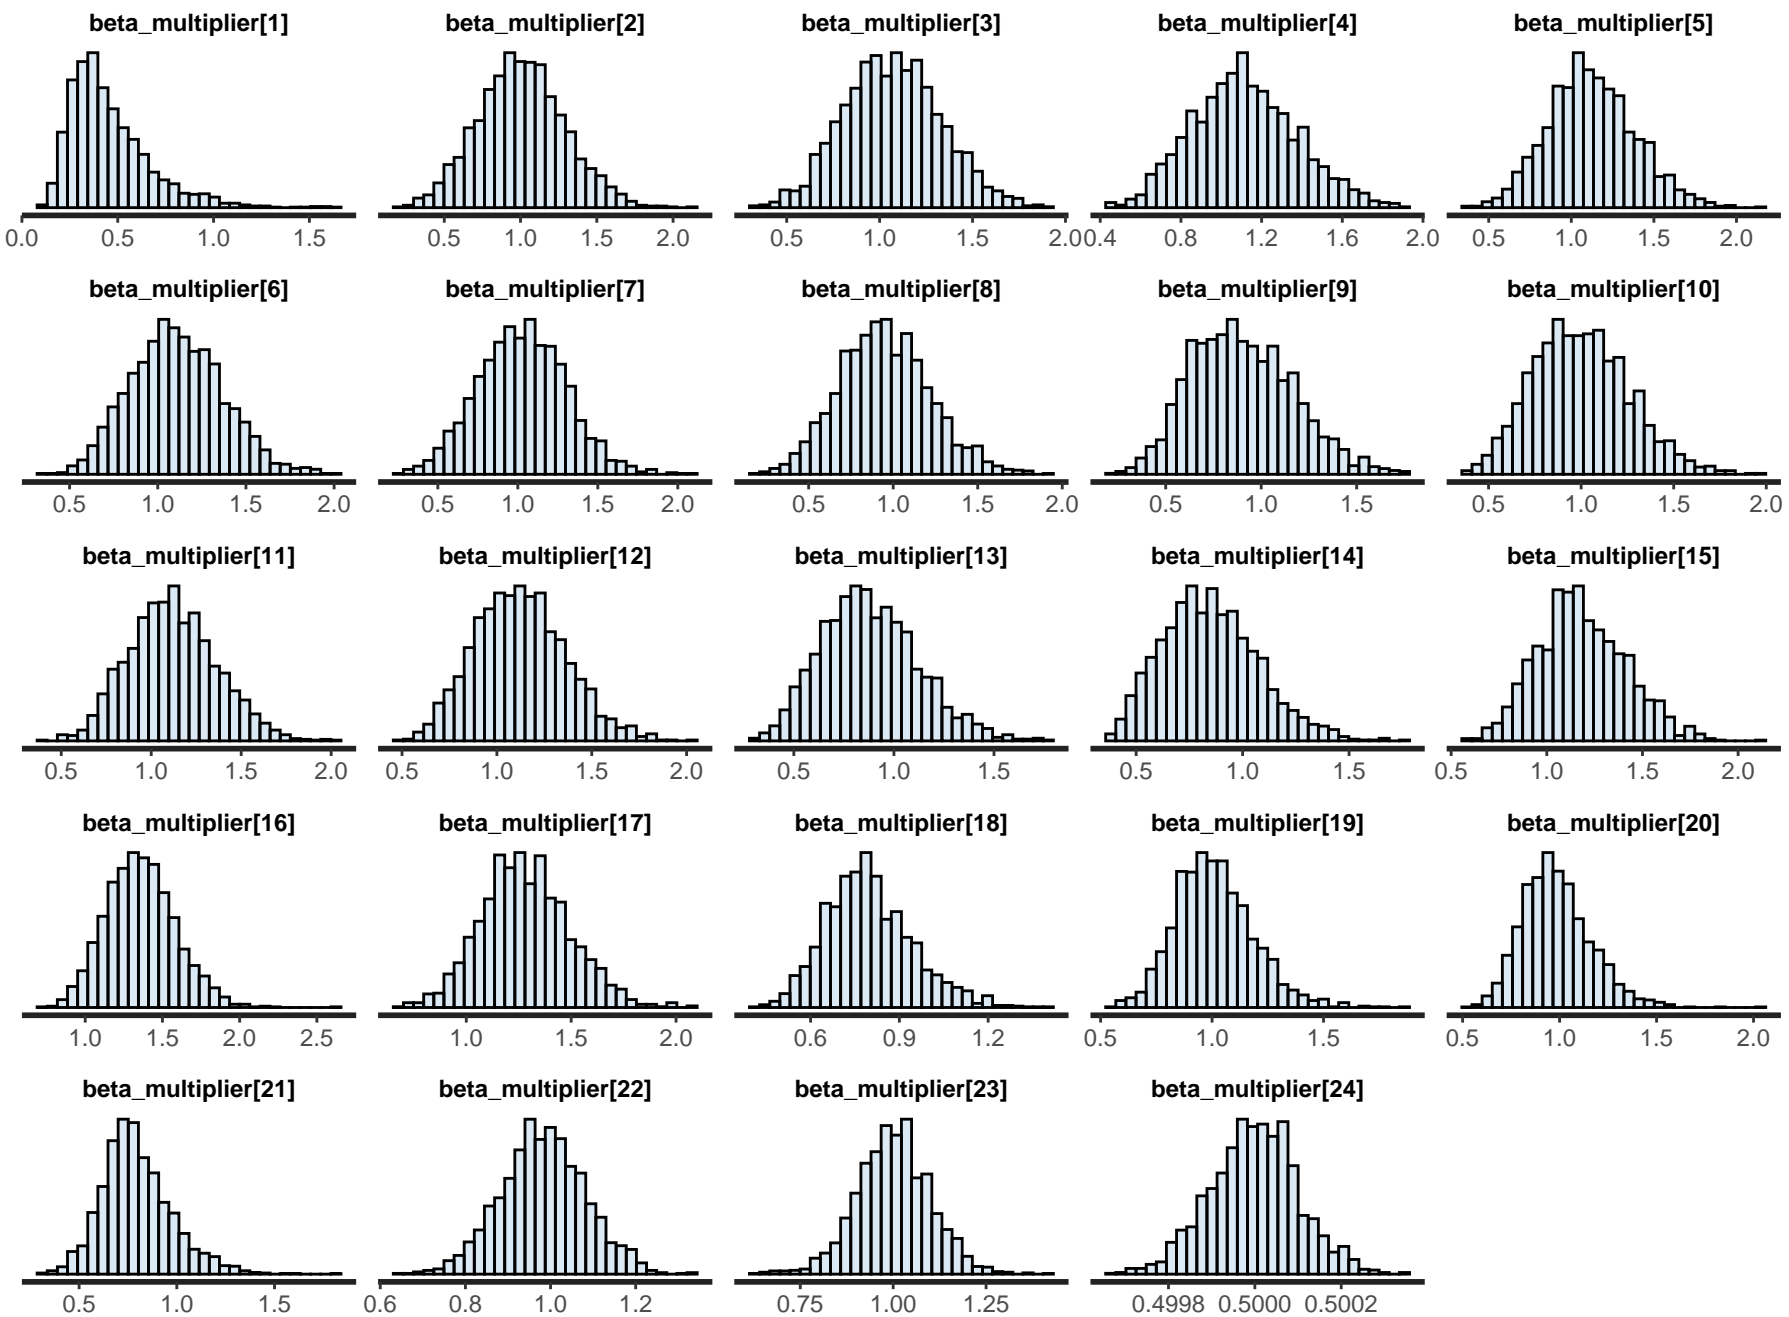 beta_multiplier[1] beta_multiplier[2] beta_multiplier[3] beta_multiplier[4] beta_multiplier[5]
0.0 0.5 1.0 1.5 0.5 1.0 1.5 2.0 0.5 1.0 1.5 2.0 0.4 0.8 1.2 1.6 2.0 0.5 1.0 1.5 2.0
beta_multiplier[6] beta_multiplier[7] beta_multiplier[8] beta_multiplier[9] beta_multiplier[10]
0.5 1.0 1.5 2.0 0.5 1.0 1.5 2.0 0.5 1.0 1.5 2.0 0.5 1.0 1.5 0.5 1.0 1.5 2.0
beta_multiplier[11] beta_multiplier[12] beta_multiplier[13] beta_multiplier[14] beta_multiplier[15]
0.5 1.0 1.5 2.0 0.5 1.0 1.5 2.0 0.5 1.0 1.5 0.5 1.0 1.5 0.5 1.0 1.5 2.0
beta_multiplier[16] beta_multiplier[17] beta_multiplier[18] beta_multiplier[19] beta_multiplier[20]
1.0 1.5 2.0 2.5 1.0 1.5 2.0 0.6 0.9 1.2 0.5 1.0 1.5 0.5 1.0 1.5 2.0
beta_multiplier[21] beta_multiplier[22] beta_multiplier[23] beta_multiplier[24]
0.5 1.0 1.5 0.6 0.8 1.0 1.2 0.75 1.00 1.25 0.4998 0.5000 0.5002